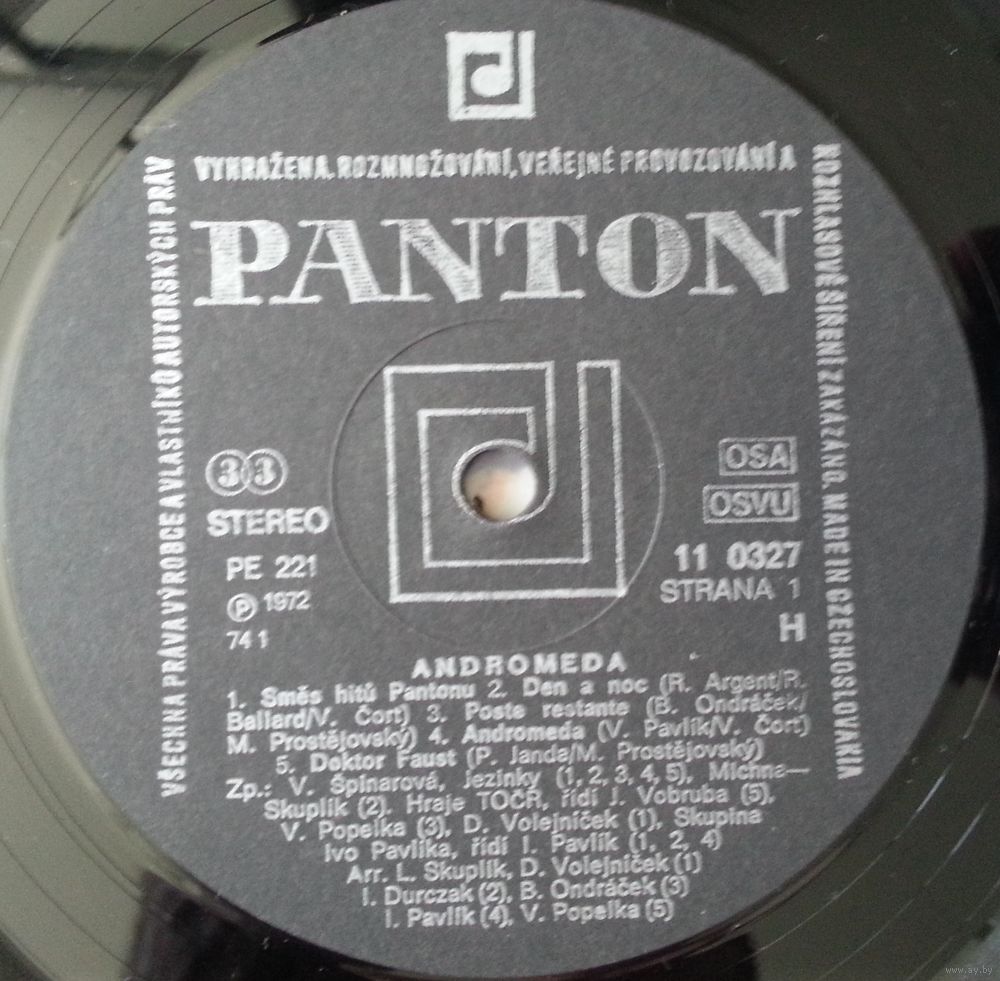 VYHRAŽENA. ROZMNOŽOVÁNÍ, VEŘEJNÉ PROVOZOVÁNÍ A
ROZHLASOVÉ ŠÍŘENÍ ZAKÁZÁNO. MADE IN CZECHOSLOVAKIA
VŠECHNA PRÁVA VÝROBCE A VLASTNÍKŮ AUTORSKÝCH PRÁV
PANTON
33
STEREO
PE 221
Ⓟ 1972
74 1
OSA
OSVU
11 0327
STRANA 1
H
ANDROMEDA
1. Směs hitů Pantonu 2. Den a noc (R. Argent/R.
Ballard/V. Čort) 3. Poste restante (B. Ondráček/
M. Prostějovský) 4. Andromeda (V. Pavlík/V. Čort)
5. Doktor Faust (P. Janda/M. Prostějovský)
Zp.: V. Špinarová, Jezinky (1, 2, 3, 4, 5), Michna—
Skuplík (2). Hraje TOČR, řídí J. Vobruba (5),
V. Popelka (3), D. Volejníček (1), Skupina
Ivo Pavlíka, řídí I. Pavlík (1, 2, 4)
Arr. L. Skuplík, D. Volejníček (1)
I. Durczak (2), B. Ondráček (3)
I. Pavlík (4), V. Popelka (5)
www.ay.by